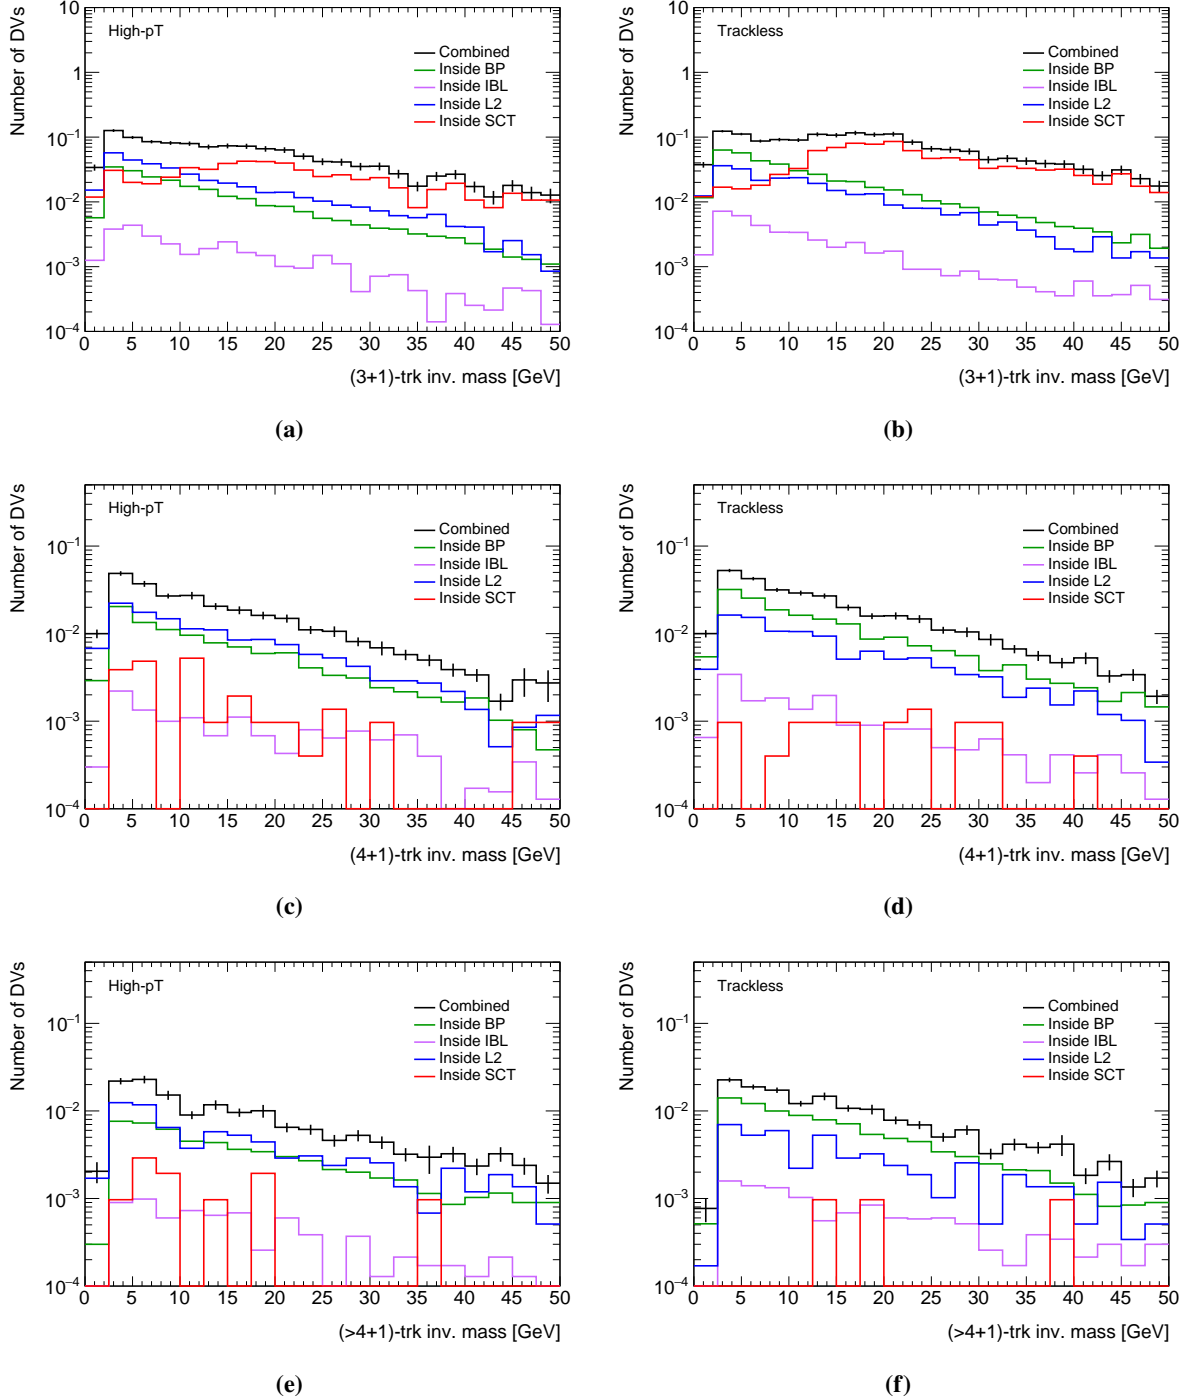 High-pT
Number of DVs
Combined
Inside BP
Inside IBL
Inside L2
Inside SCT
10
1
10⁻¹
10⁻²
10⁻³
10⁻⁴
0 5 10 15 20 25 30 35 40 45 50
(3+1)-trk inv. mass [GeV]
(a)
Trackless
Number of DVs
Combined
Inside BP
Inside IBL
Inside L2
Inside SCT
10
1
10⁻¹
10⁻²
10⁻³
10⁻⁴
0 5 10 15 20 25 30 35 40 45 50
(3+1)-trk inv. mass [GeV]
(b)
High-pT
Number of DVs
Combined
Inside BP
Inside IBL
Inside L2
Inside SCT
10⁻¹
10⁻²
10⁻³
10⁻⁴
0 5 10 15 20 25 30 35 40 45 50
(4+1)-trk inv. mass [GeV]
(c)
Trackless
Number of DVs
Combined
Inside BP
Inside IBL
Inside L2
Inside SCT
10⁻¹
10⁻²
10⁻³
10⁻⁴
0 5 10 15 20 25 30 35 40 45 50
(4+1)-trk inv. mass [GeV]
(d)
High-pT
Number of DVs
Combined
Inside BP
Inside IBL
Inside L2
Inside SCT
10⁻¹
10⁻²
10⁻³
10⁻⁴
0 5 10 15 20 25 30 35 40 45 50
(>4+1)-trk inv. mass [GeV]
(e)
Trackless
Number of DVs
Combined
Inside BP
Inside IBL
Inside L2
Inside SCT
10⁻¹
10⁻²
10⁻³
10⁻⁴
0 5 10 15 20 25 30 35 40 45 50
(>4+1)-trk inv. mass [GeV]
(f)